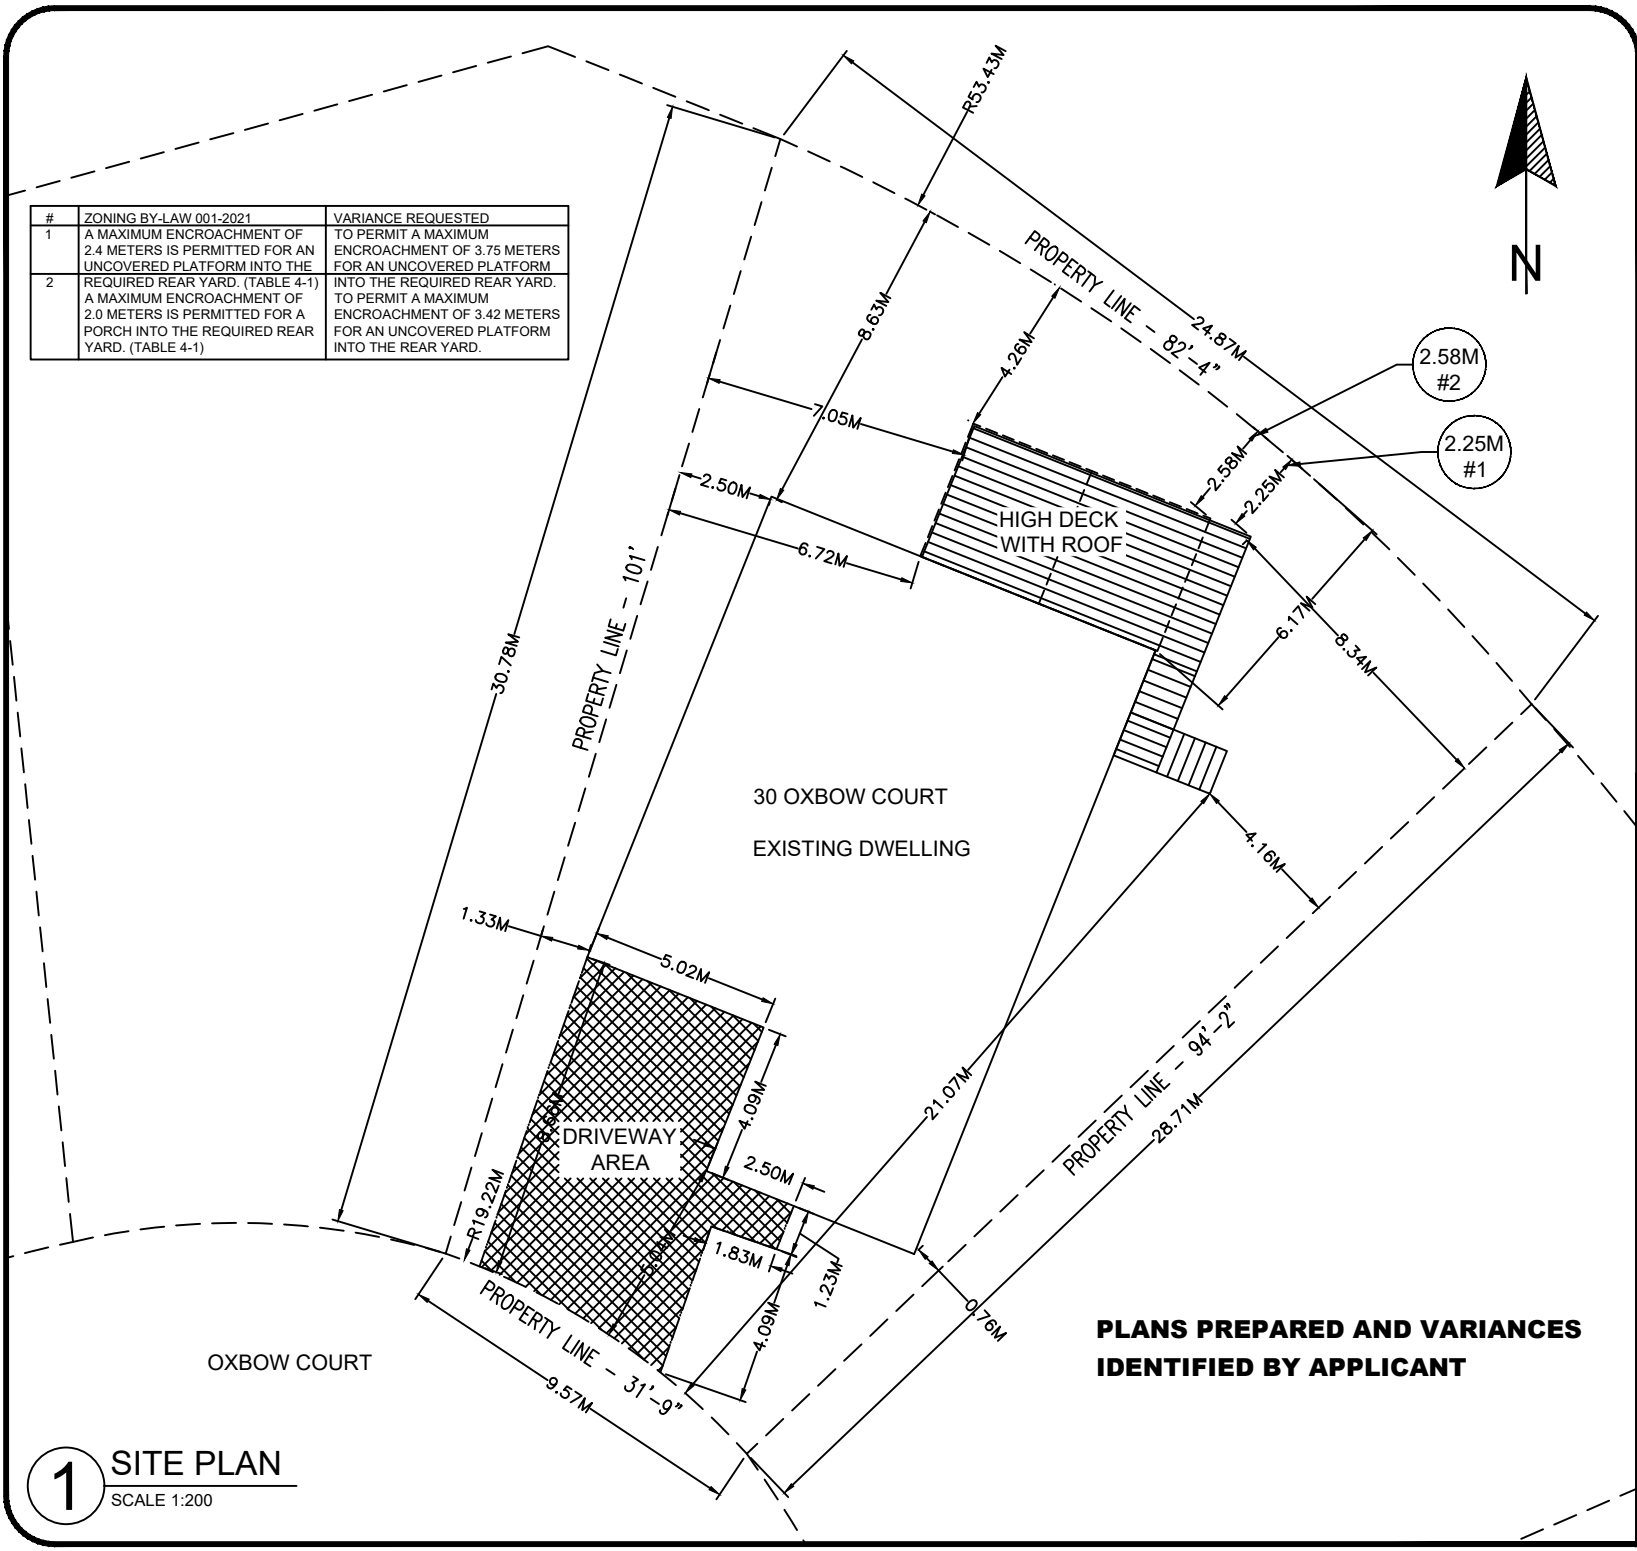 R53.43M
# ZONING BY-LAW 001-2021 VARIANCE REQUESTED
1 A MAXIMUM ENCROACHMENT OF TO PERMIT A MAXIMUM
2.4 METERS IS PERMITTED FOR AN ENCROACHMENT OF 3.75 METERS
UNCOVERED PLATFORM INTO THE FOR AN UNCOVERED PLATFORM
2 REQUIRED REAR YARD. (TABLE 4-1) INTO THE REQUIRED REAR YARD.
A MAXIMUM ENCROACHMENT OF TO PERMIT A MAXIMUM
2.0 METERS IS PERMITTED FOR A ENCROACHMENT OF 3.42 METERS
PORCH INTO THE REQUIRED REAR FOR AN UNCOVERED PLATFORM
YARD. (TABLE 4-1) INTO THE REAR YARD.
N
PROPERTY LINE - 82'-4"
24.87M
8.63M
4.26M
2.58M
#2
2.25M
#1
7.05M
2.50M
6.72M
2.58M
2.25M
HIGH DECK
WITH ROOF
PROPERTY LINE - 101'
30.78M
6.17M
8.34M
30 OXBOW COURT
EXISTING DWELLING
4.16M
1.33M
5.02M
8.66M
4.09M
DRIVEWAY
AREA
21.07M
PROPERTY LINE - 94'-2"
28.71M
2.50M
R19.22M
5.04M
1.83M
1.23M
4.09M
0.76M
PROPERTY LINE - 31'-9"
9.57M
OXBOW COURT
PLANS PREPARED AND VARIANCES
IDENTIFIED BY APPLICANT
1 SITE PLAN
SCALE 1:200